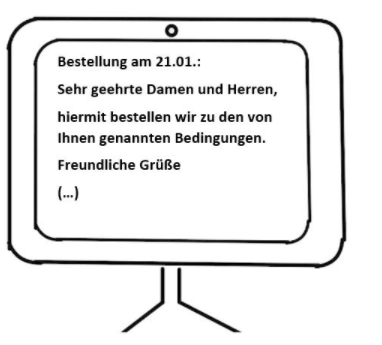 Bestellung am 21.01.:
Sehr geehrte Damen und Herren,
hiermit bestellen wir zu den von
Ihnen genannten Bedingungen.
Freundliche Grüße
(…)